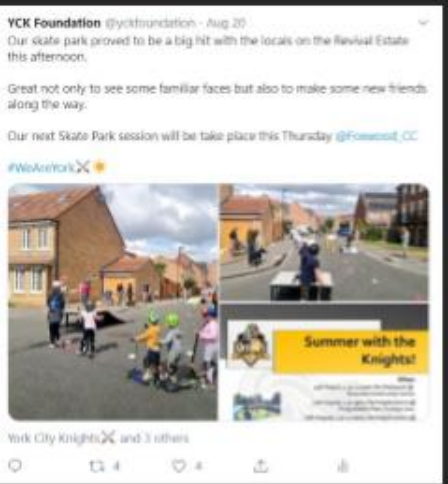 YCK Foundation @yckfoundation · Aug 20
Our skate park proved to be a big hit with the locals on the Revival Estate
this afternoon.
Great not only to see some familiar faces but also to make some new friends
along the way.
Our next Skate Park session will be take place this Thursday @Foxwood_CC
#WeAreYork
Summer with the
Knights!
York City Knights and 3 others
4
4